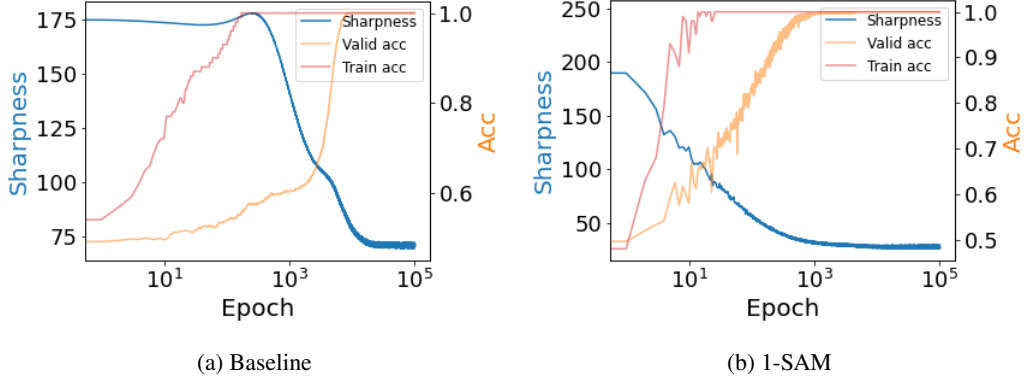 175
150
125
100
75
Sharpness
1.0
0.8
0.6
Acc
Sharpness
Valid acc
Train acc
10^1
10^3
10^5
Epoch
(a) Baseline
250
200
150
100
50
Sharpness
1.0
0.9
0.8
0.7
0.6
0.5
Acc
Sharpness
Valid acc
Train acc
10^1
10^3
10^5
Epoch
(b) 1-SAM